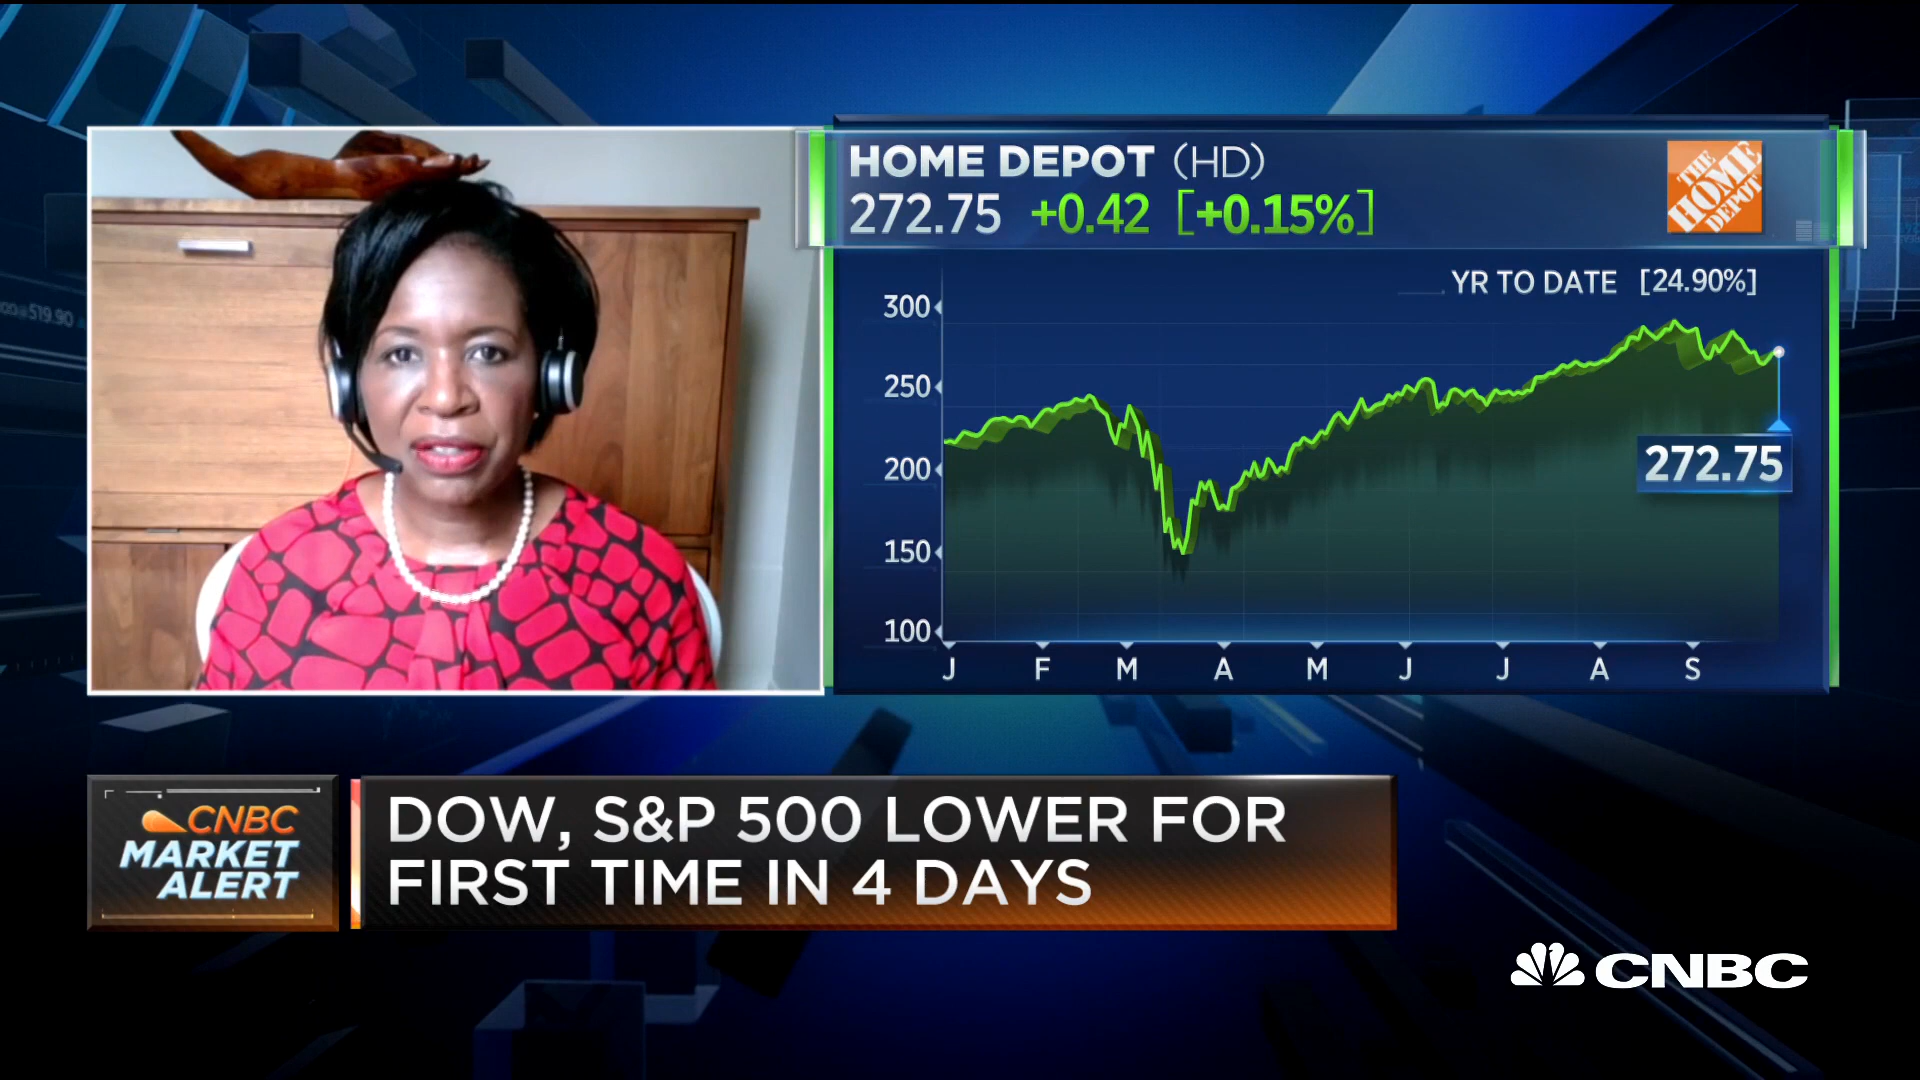 HOME DEPOT (HD)
272.75 +0.42 [+0.15%]
THE
HOME
DEPOT
YR TO DATE [24.90%]
300
250
200
150
100
272.75
J F M A M J J A S
CNBC
MARKET
ALERT
DOW, S&P 500 LOWER FOR
FIRST TIME IN 4 DAYS
CNBC